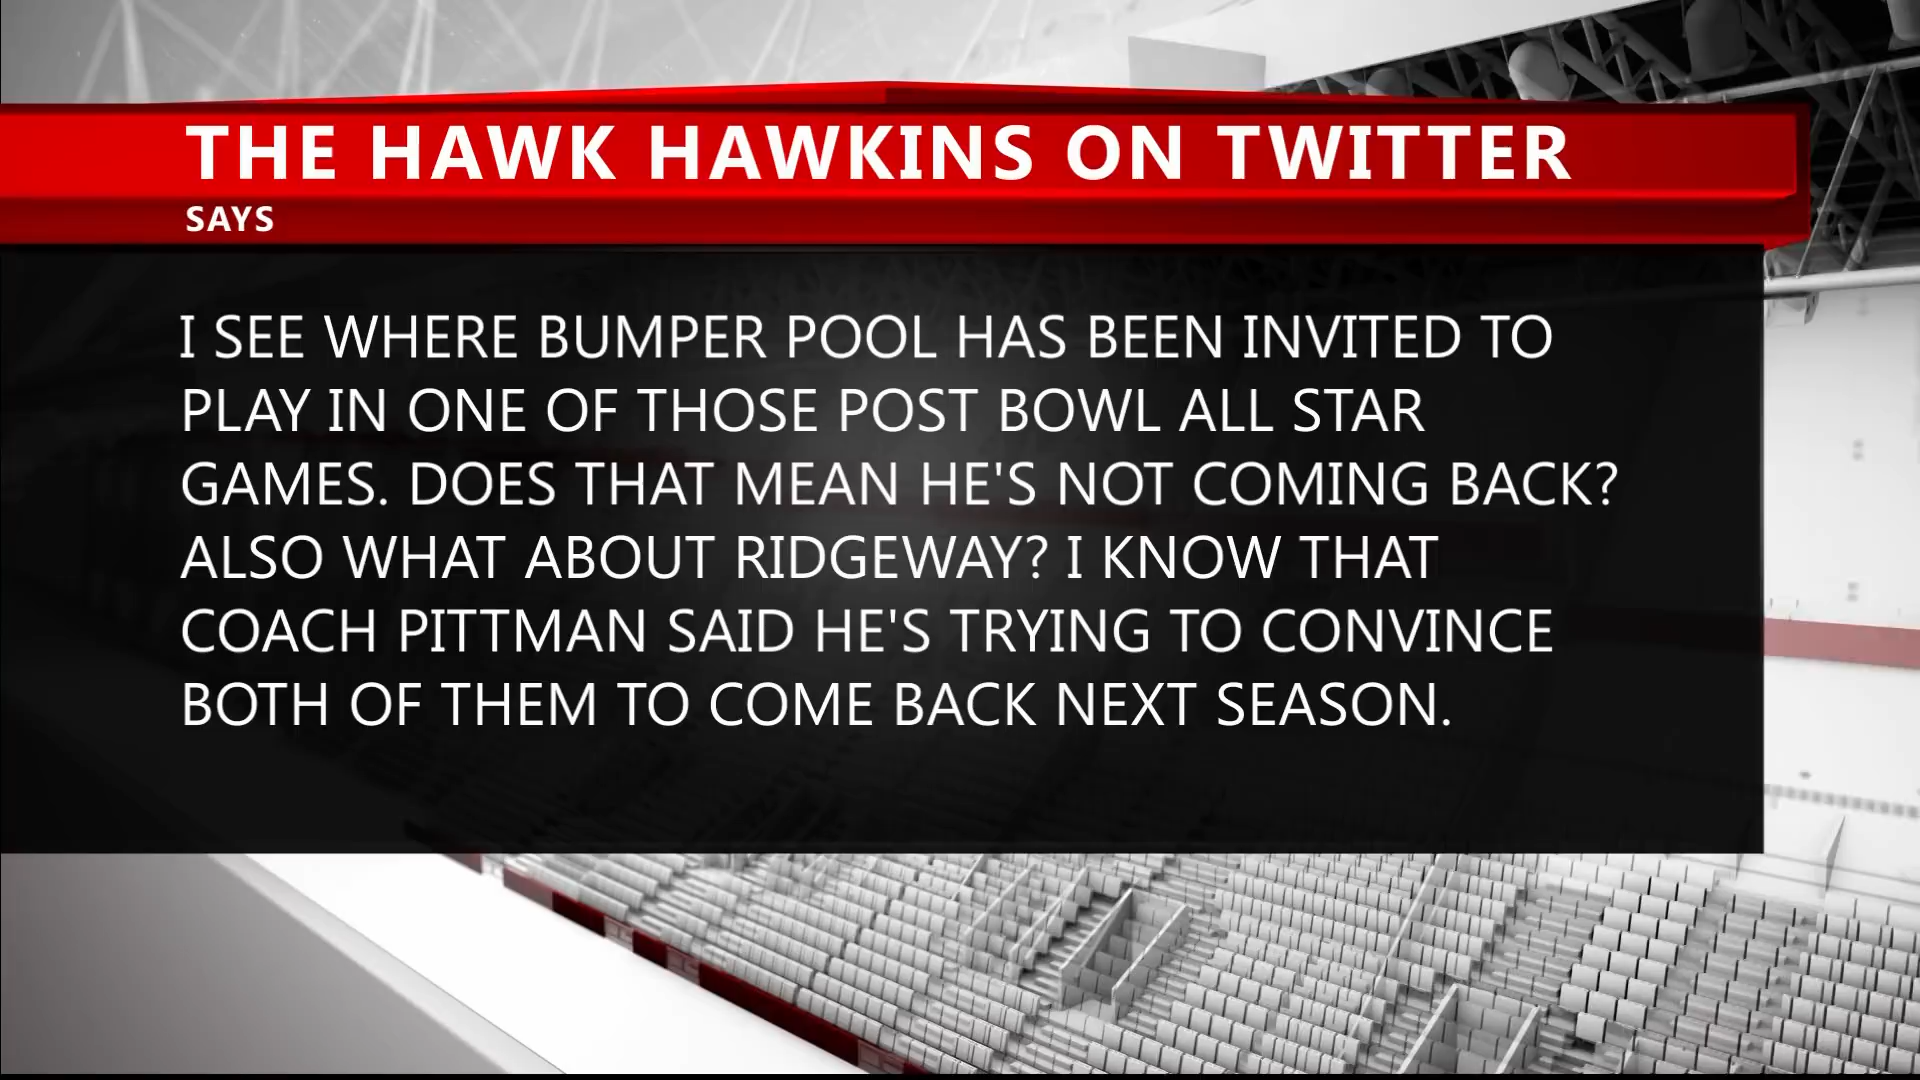 THE HAWK HAWKINS ON TWITTER
SAYS
I SEE WHERE BUMPER POOL HAS BEEN INVITED TO
PLAY IN ONE OF THOSE POST BOWL ALL STAR
GAMES. DOES THAT MEAN HE'S NOT COMING BACK?
ALSO WHAT ABOUT RIDGEWAY? I KNOW THAT
COACH PITTMAN SAID HE'S TRYING TO CONVINCE
BOTH OF THEM TO COME BACK NEXT SEASON.